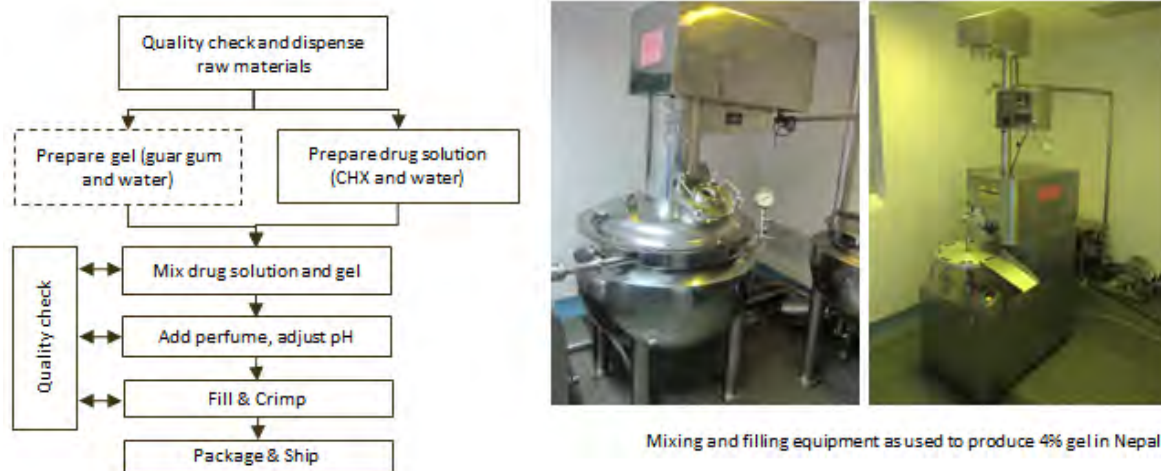 Quality check and dispense
raw materials
Prepare gel (guar gum
and water)
Prepare drug solution
(CHX and water)
Quality check
Mix drug solution and gel
Add perfume, adjust pH
Fill & Crimp
Package & Ship
Mixing and filling equipment as used to produce 4% gel in Nepal